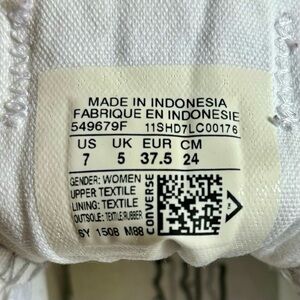 MADE IN INDONESIA
FABRIQUE EN INDONESIE
549679F 11SHD7LC00176
US UK EUR CM
7 5 37.5 24
GENDER: WOMEN
UPPER TEXTILE
LINING: TEXTILE
OUTSOLE: TEXTILE RUBBER
SY 1508 M88
CONVERSE